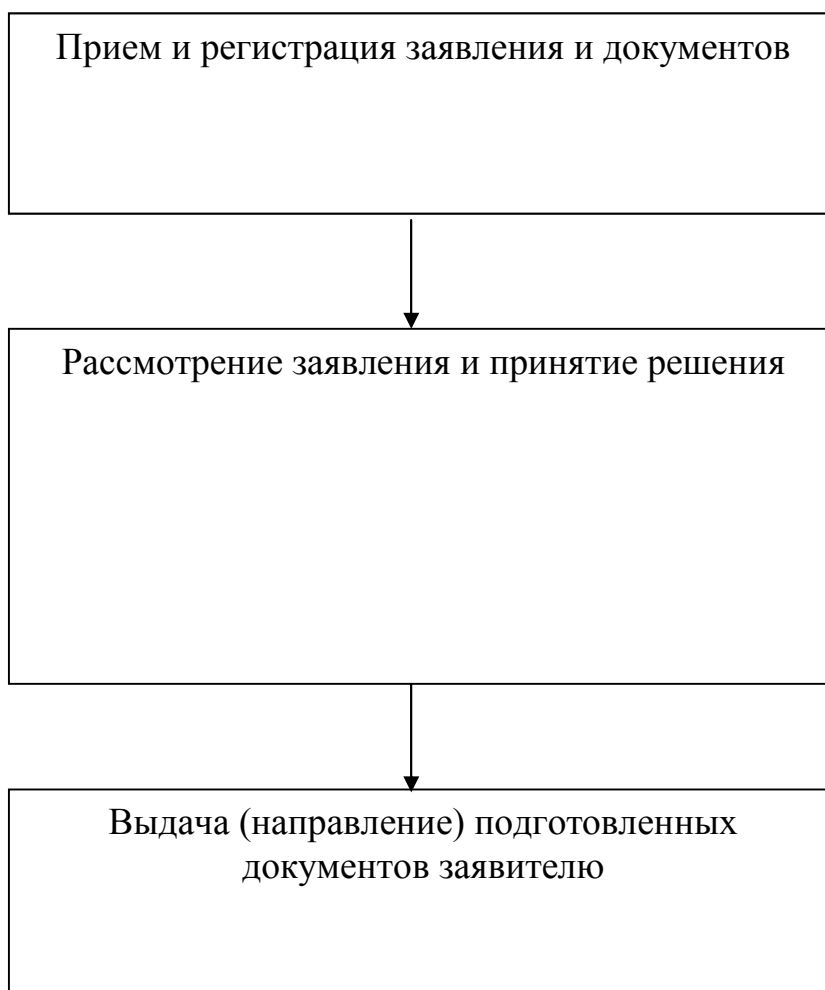 Прием и регистрация заявления и документов
Рассмотрение заявления и принятие решения
Выдача (направление) подготовленных
документов заявителю